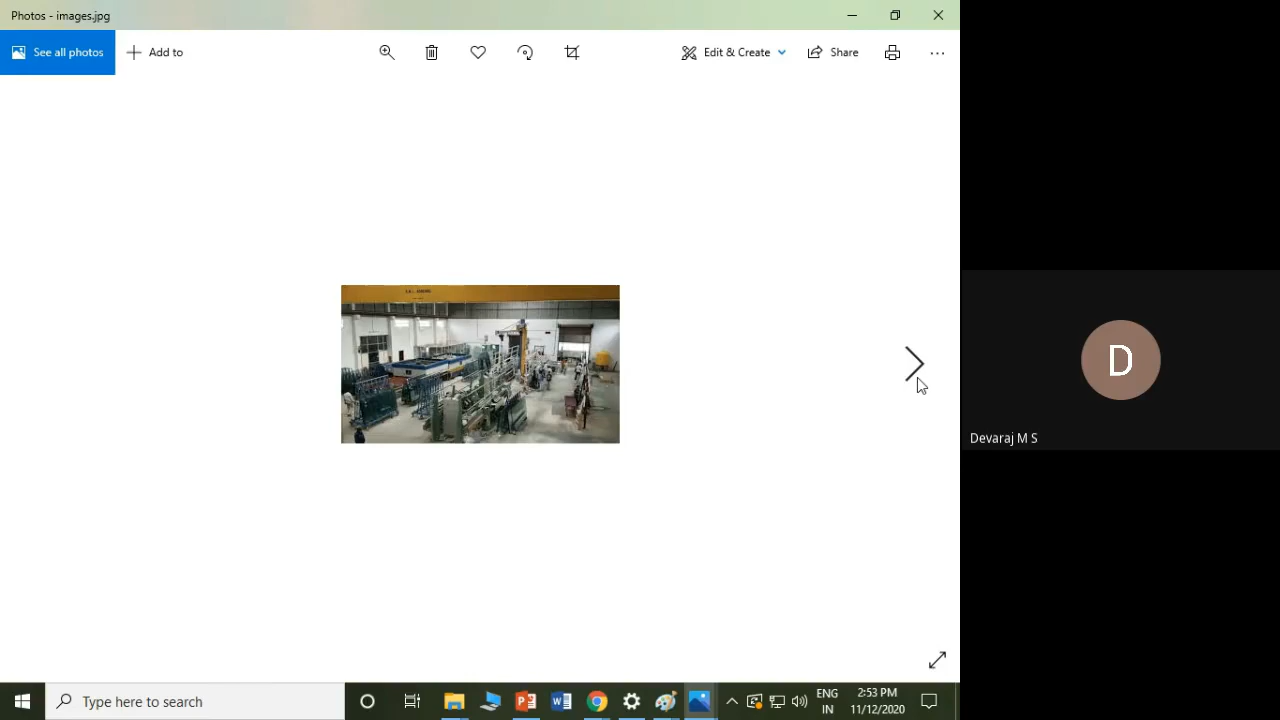 Photos - images.jpg
See all photos
Add to
Edit & Create
Share
D
Devaraj M S
Type here to search
ENG
IN
2:53 PM
11/12/2020